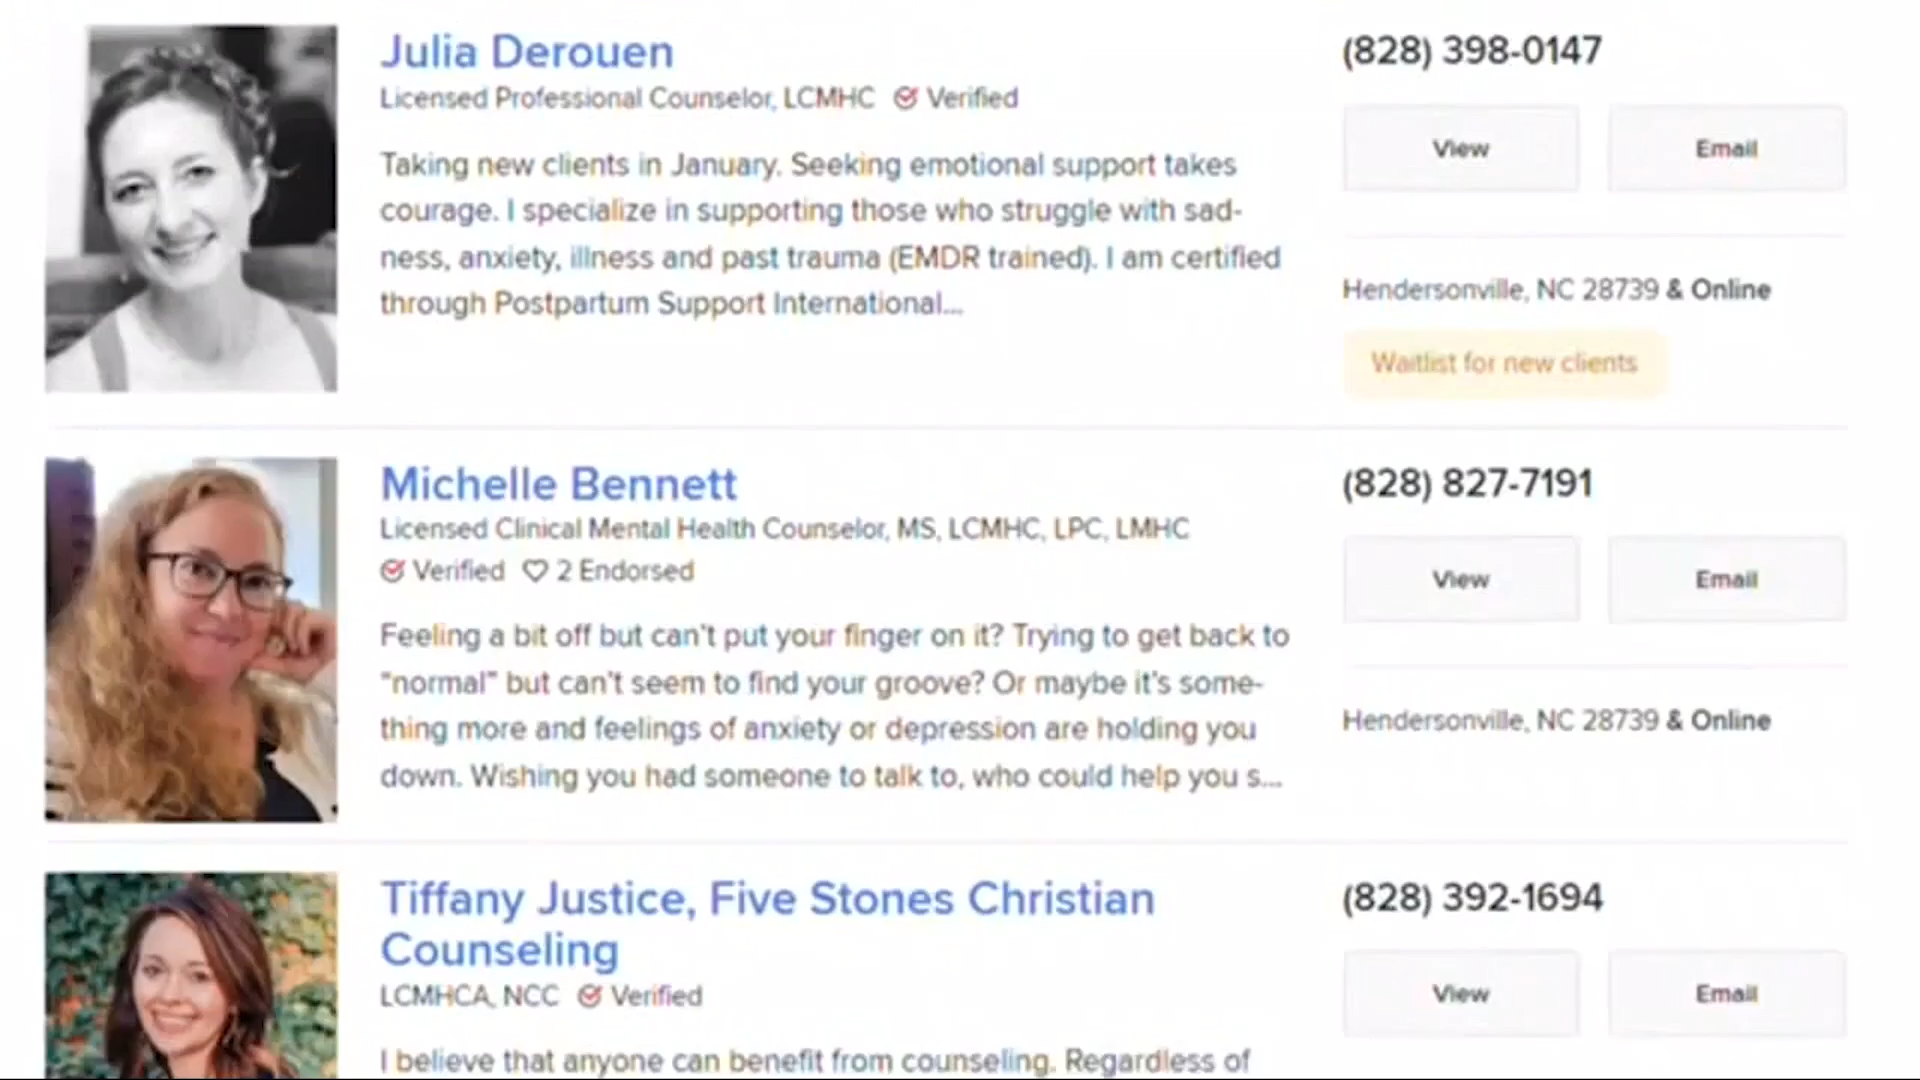 Julia Derouen
Licensed Professional Counselor, LCMHC Verified
Taking new clients in January. Seeking emotional support takes
courage. I specialize in supporting those who struggle with sad-
ness, anxiety, illness and past trauma (EMDR trained). I am certified
through Postpartum Support International...
(828) 398-0147
View Email
Hendersonville, NC 28739 & Online
Waitlist for new clients
Michelle Bennett
Licensed Clinical Mental Health Counselor, MS, LCMHC, LPC, LMHC
Verified 2 Endorsed
Feeling a bit off but can't put your finger on it? Trying to get back to
"normal" but can't seem to find your groove? Or maybe it's some-
thing more and feelings of anxiety or depression are holding you
down. Wishing you had someone to talk to, who could help you s...
(828) 827-7191
View Email
Hendersonville, NC 28739 & Online
Tiffany Justice, Five Stones Christian
Counseling
LCMHCA, NCC Verified
I believe that anyone can benefit from counseling. Regardless of
(828) 392-1694
View Email